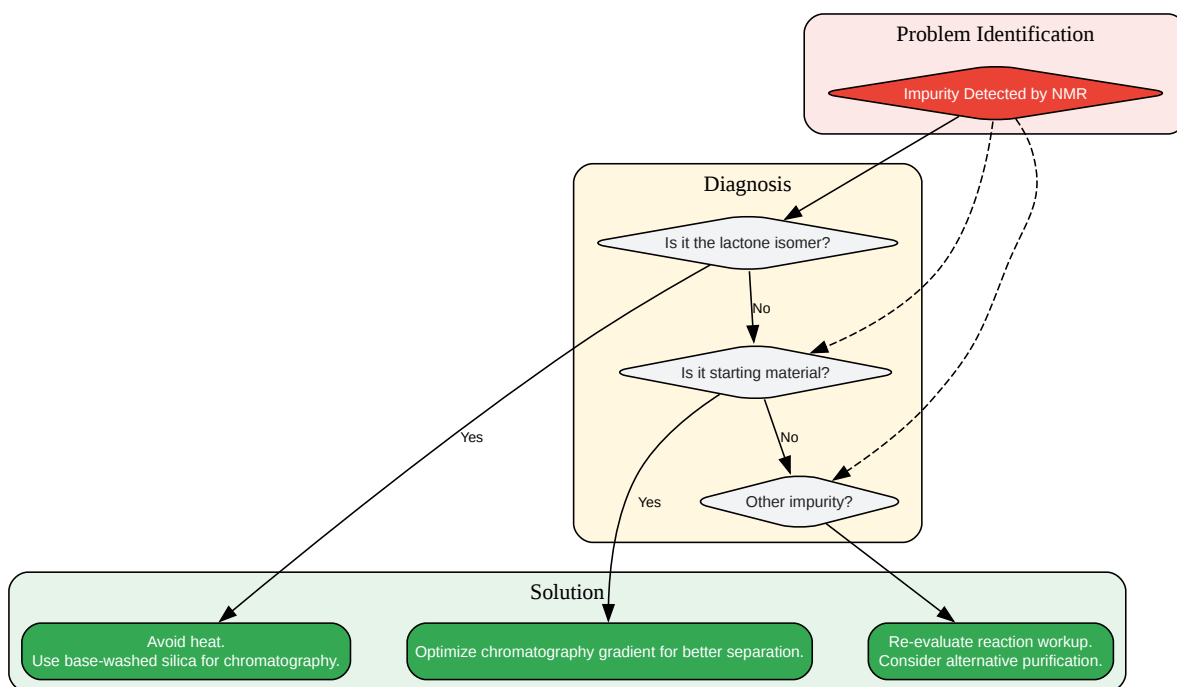 Problem Identification
Impurity Detected by NMR
Diagnosis
Is it the lactone isomer?
No
Is it starting material?
Yes
No
Other impurity?
Yes
Solution
Avoid heat.
Use base-washed silica for chromatography.
Optimize chromatography gradient for better separation.
Re-evaluate reaction workup.
Consider alternative purification.